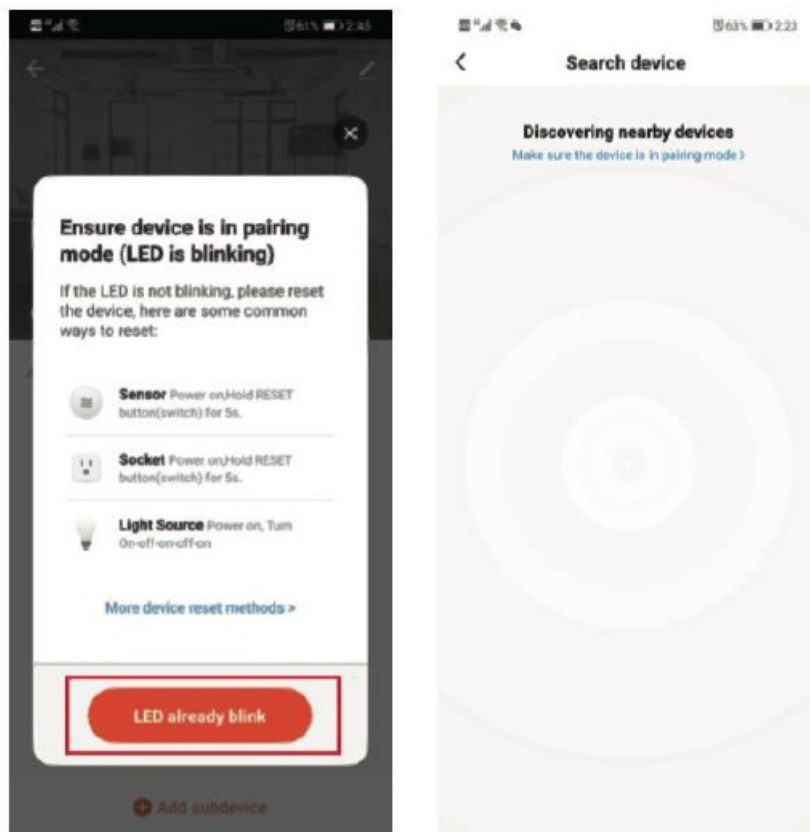 61% 2:45
Ensure device is in pairing
mode (LED is blinking)
If the LED is not blinking, please reset
the device, here are some common
ways to reset:
Sensor Power on,Hold RESET
button(switch) for 5s.
Socket Power on,Hold RESET
button(switch) for 5s.
Light Source Power on, Turn
On-off-on-off-on
More device reset methods >
LED already blink
Add subdevice
63% 2:23
Search device
Discovering nearby devices
Make sure the device is in pairing mode >